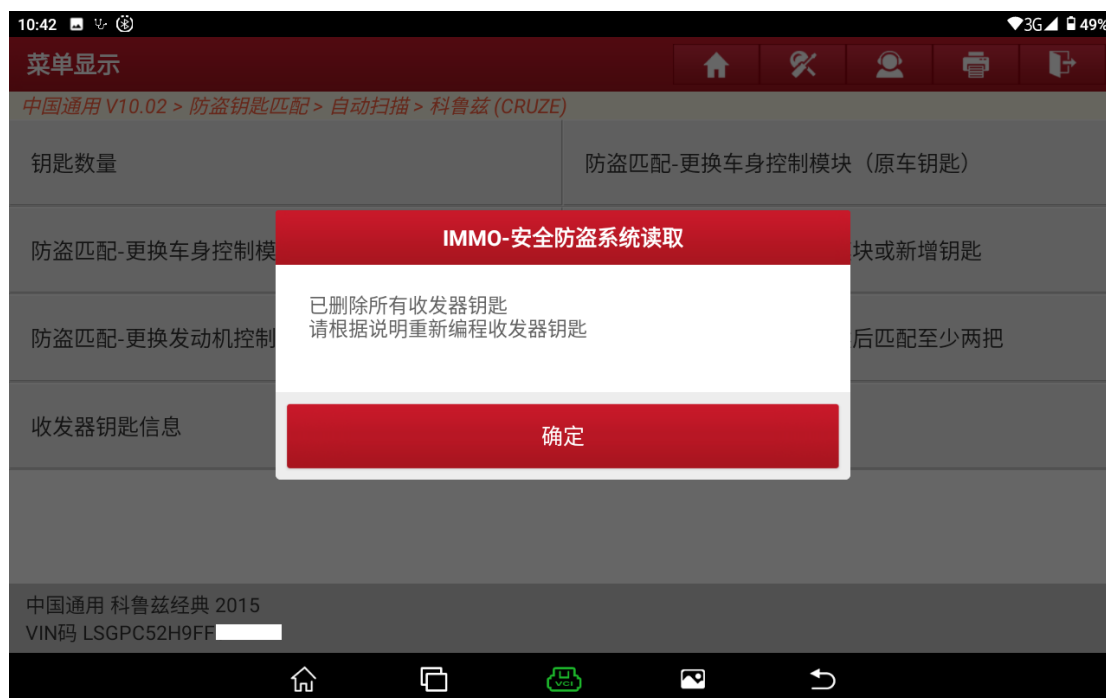 10:42
3G 49%
菜单显示
中国通用 V10.02 > 防盗钥匙匹配 > 自动扫描 > 科鲁兹 (CRUZE)
钥匙数量
防盗匹配-更换车身控制模块（原车钥匙）
防盗匹配-更换车身控制模
块或新增钥匙
防盗匹配-更换发动机控制
后匹配至少两把
收发器钥匙信息
IMMO-安全防盗系统读取
已删除所有收发器钥匙
请根据说明重新编程收发器钥匙
确定
中国通用 科鲁兹经典 2015
VIN码 LSGPC52H9FF
VCI